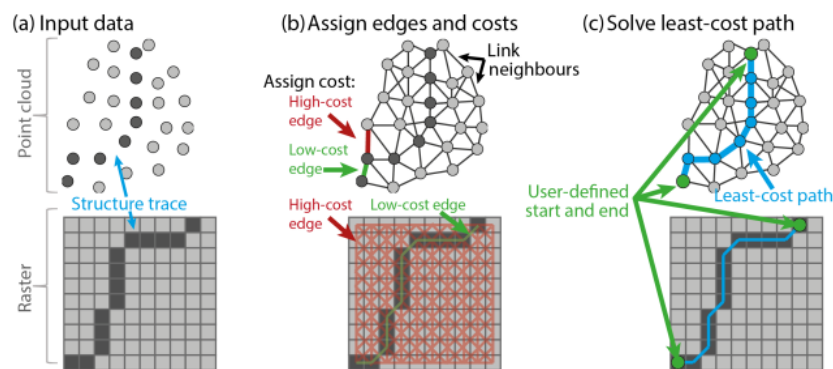 (a) Input data
(b) Assign edges and costs
(c) Solve least-cost path
Point cloud
Structure trace
Raster
Link
neighbours
Assign cost:
High-cost
edge
Low-cost
edge
High-cost
edge
Low-cost edge
User-defined
start and end
Least-cost path